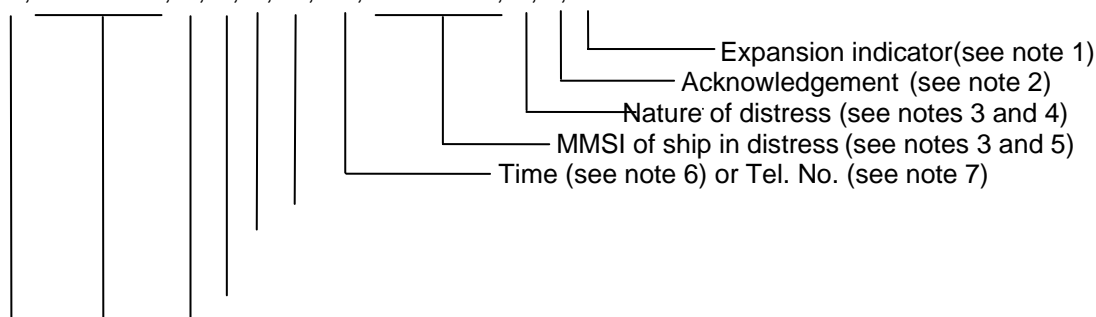 Expansion indicator(see note 1)
Acknowledgement (see note 2)
Nature of distress (see notes 3 and 4)
MMSI of ship in distress (see notes 3 and 5)
Time (see note 6) or Tel. No. (see note 7)